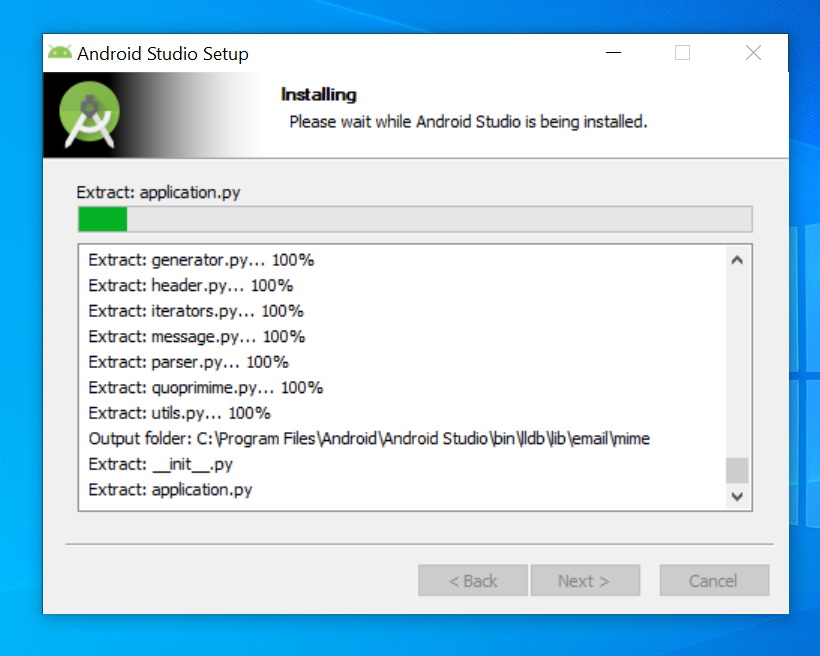 Android Studio Setup
Installing
Please wait while Android Studio is being installed.
Extract: application.py
Extract: generator.py... 100%
Extract: header.py... 100%
Extract: iterators.py... 100%
Extract: message.py... 100%
Extract: parser.py... 100%
Extract: quoprimime.py... 100%
Extract: utils.py... 100%
Output folder: C:\Program Files\Android\Android Studio\bin\lldb\lib\email\mime
Extract: __init__.py
Extract: application.py
< Back Next > Cancel